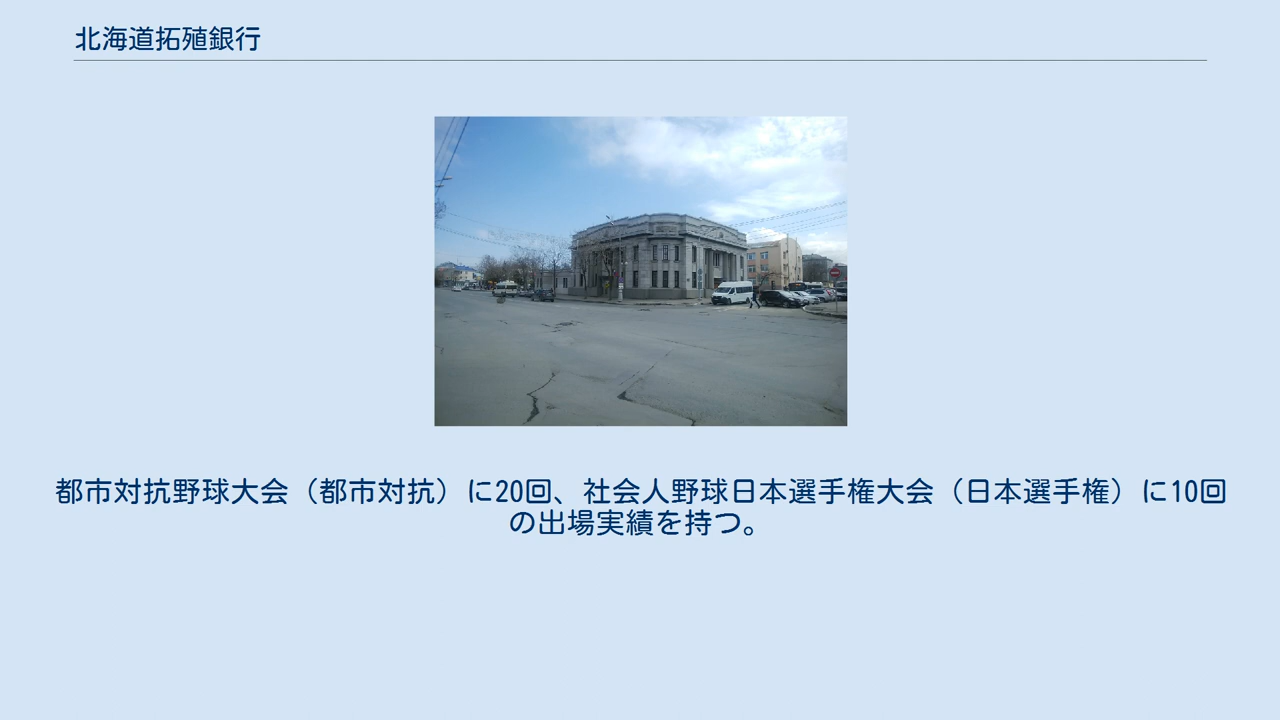 北海道拓殖銀行
都市対抗野球大会（都市対抗）に20回、社会人野球日本選手権大会（日本選手権）に10回
の出場実績を持つ。